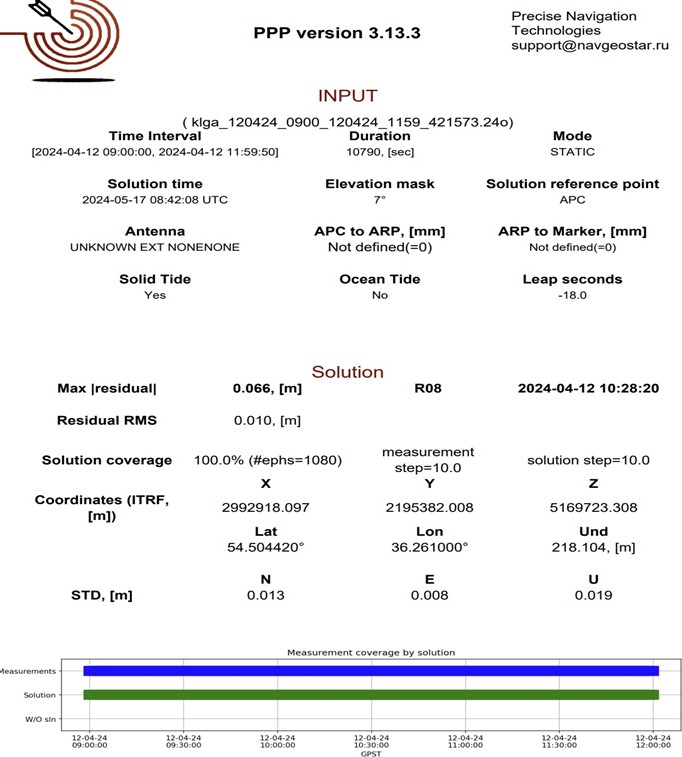 PPP version 3.13.3
Precise Navigation
Technologies
support@navgeostar.ru
INPUT
( klga_120424_0900_120424_1159_421573.24o)
Time Interval Duration Mode
[2024-04-12 09:00:00, 2024-04-12 11:59:50] 10790, [sec] STATIC
Solution time Elevation mask Solution reference point
2024-05-17 08:42:08 UTC 7° APC
Antenna APC to ARP, [mm] ARP to Marker, [mm]
UNKNOWN EXT NONENONE Not defined(=0) Not defined(=0)
Solid Tide Ocean Tide Leap seconds
Yes No -18.0
Solution
Max |residual| 0.066, [m] R08 2024-04-12 10:28:20
Residual RMS 0.010, [m]
Solution coverage 100.0% (#ephs=1080) measurement step=10.0 solution step=10.0
X Y Z
Coordinates (ITRF, [m]) 2992918.097 2195382.008 5169723.308
Lat Lon Und
54.504420° 36.261000° 218.104, [m]
N E U
STD, [m] 0.013 0.008 0.019
Measurement coverage by solution
Measurements
Solution
W/O sln
12-04-24 12-04-24 12-04-24 12-04-24 12-04-24 12-04-24 12-04-24
09:00:00 09:30:00 10:00:00 10:30:00 11:00:00 11:30:00 12:00:00
GPST